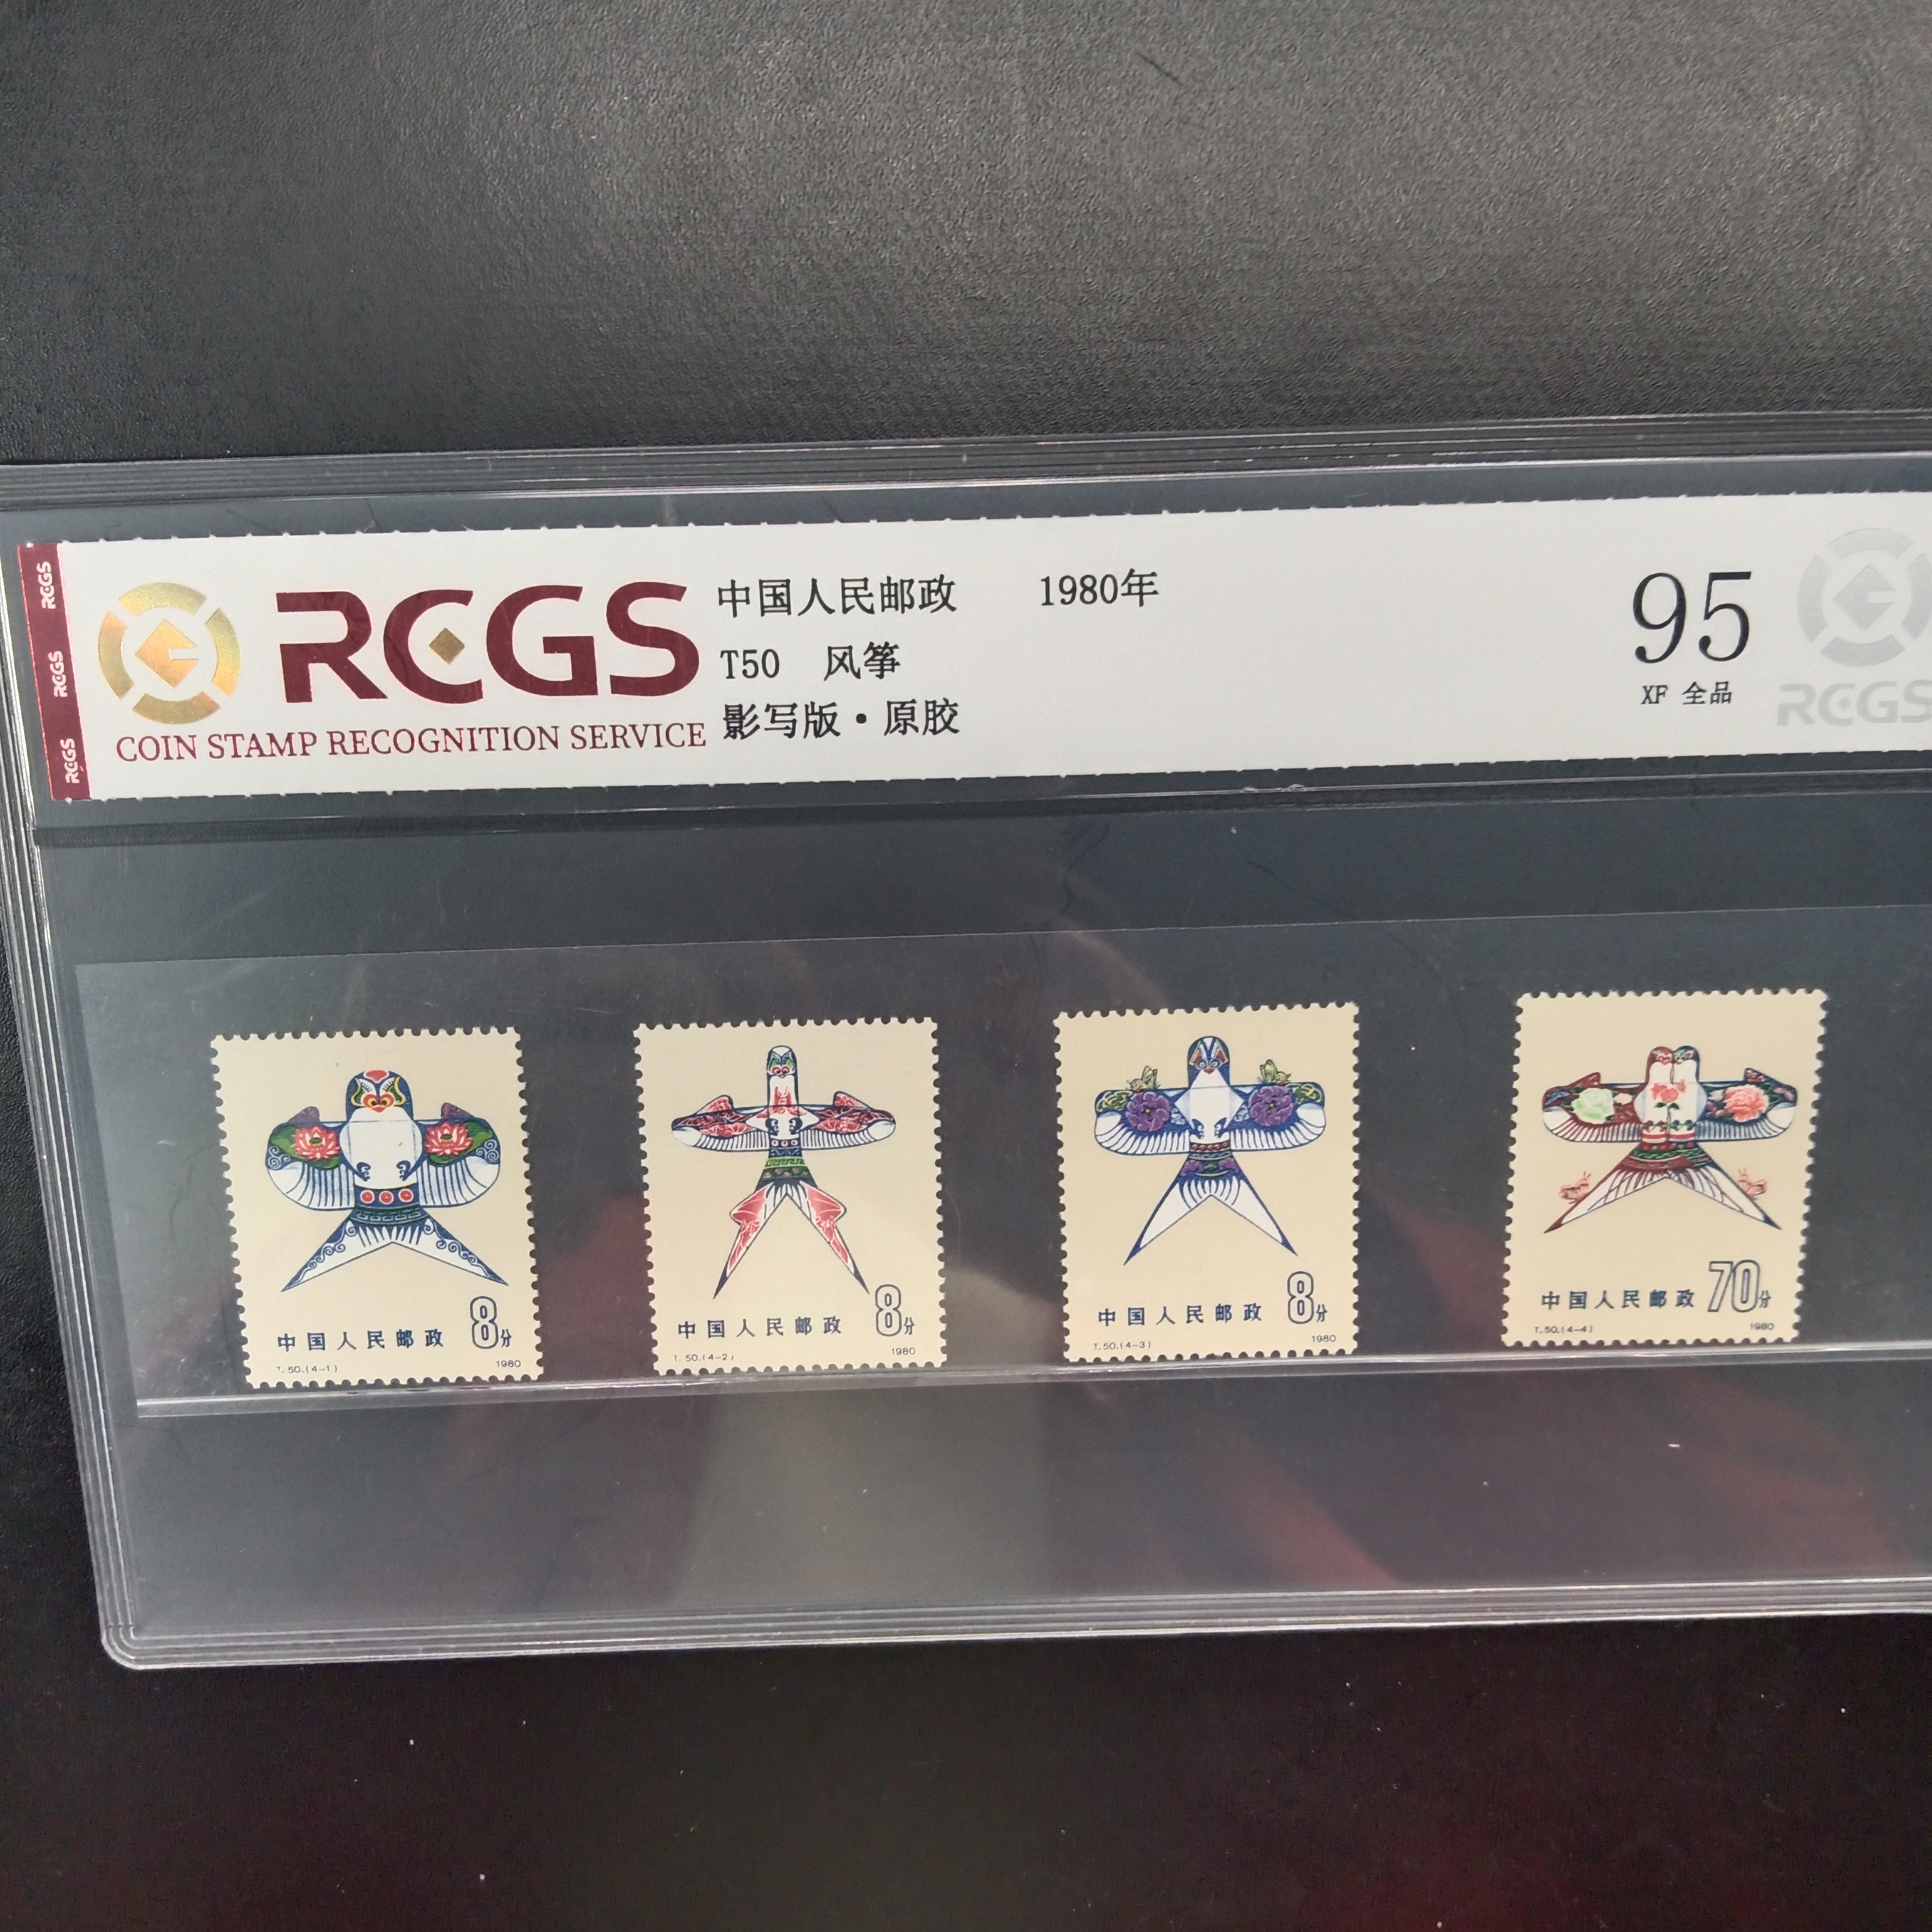 RCGS
RCGS
RCGS
RCGS
COIN STAMP RECOGNITION SERVICE
中国人民邮政 1980年
T50 风筝
影写版·原胶
95
XF 全品
RCGS
中国人民邮政 8分
T.50.(4-1) 1980
中国人民邮政 8分
T.50.(4-2) 1980
中国人民邮政 8分
T.50.(4-3) 1980
中国人民邮政 70分
T.50.(4-4) 1980